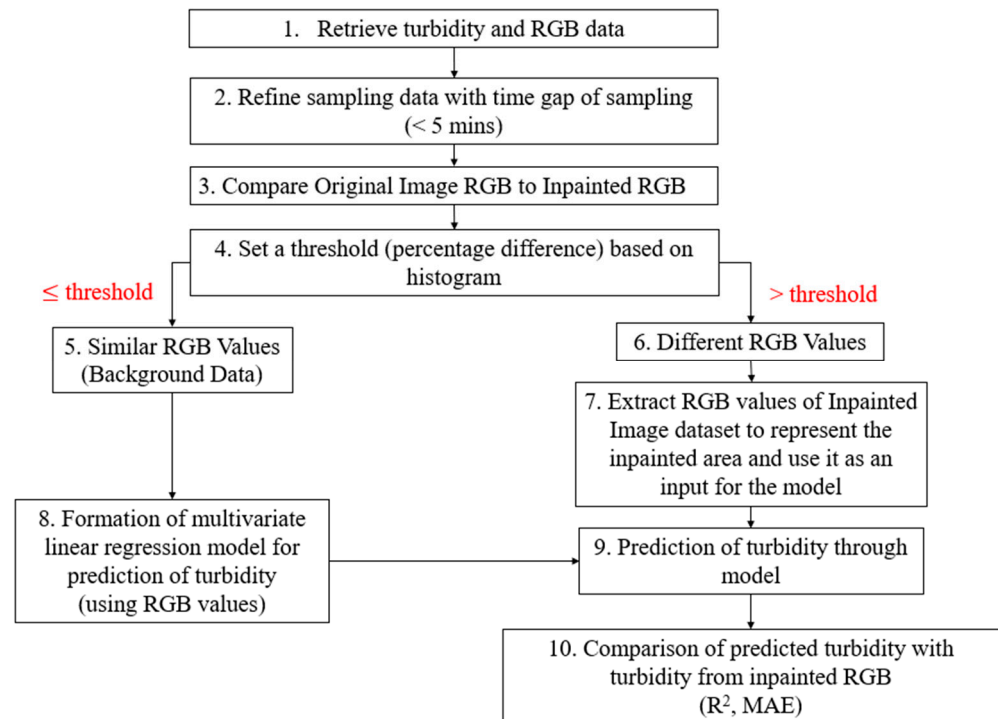 1. Retrieve turbidity and RGB data
2. Refine sampling data with time gap of sampling
(< 5 mins)
3. Compare Original Image RGB to Inpainted RGB
4. Set a threshold (percentage difference) based on
histogram
≤ threshold
> threshold
5. Similar RGB Values
(Background Data)
6. Different RGB Values
7. Extract RGB values of Inpainted
Image dataset to represent the
inpainted area and use it as an
input for the model
8. Formation of multivariate
linear regression model for
prediction of turbidity
(using RGB values)
9. Prediction of turbidity through
model
10. Comparison of predicted turbidity with
turbidity from inpainted RGB
(R², MAE)